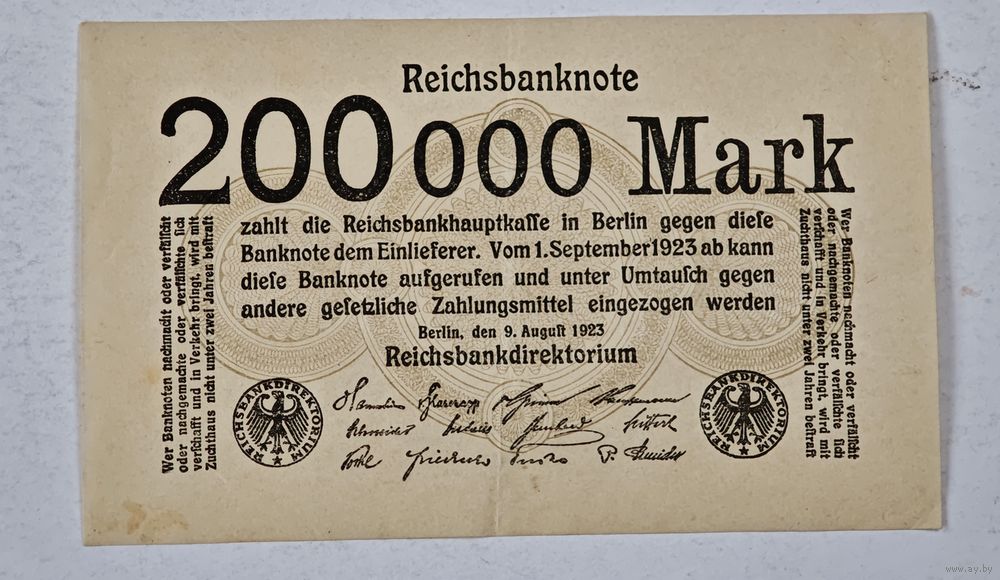 Reichsbanknote
200000 Mark
zahlt die Reichsbankhauptkaſſe in Berlin gegen dieſe
Banknote dem Einlieferer. Vom 1. September 1923 ab kann
dieſe Banknote aufgerufen und unter Umtauſch gegen
andere geſetzliche Zahlungsmittel eingezogen werden
Berlin, den 9. Auguſt 1923
Reichsbankdirektorium
Wer Banknoten nachmacht oder verfälſcht
oder nachgemachte oder verfälſchte ſich
verſchafft und in Verkehr bringt, wird mit
Zuchthaus nicht unter zwei Jahren beſtraft
Wer Banknoten nachmacht oder verfälſcht
oder nachgemachte oder verfälſchte ſich
verſchafft und in Verkehr bringt, wird mit
Zuchthaus nicht unter zwei Jahren beſtraft
REICHSBANKDIREKTORIUM
REICHSBANKDIREKTORIUM
Schneider
www.ay.by